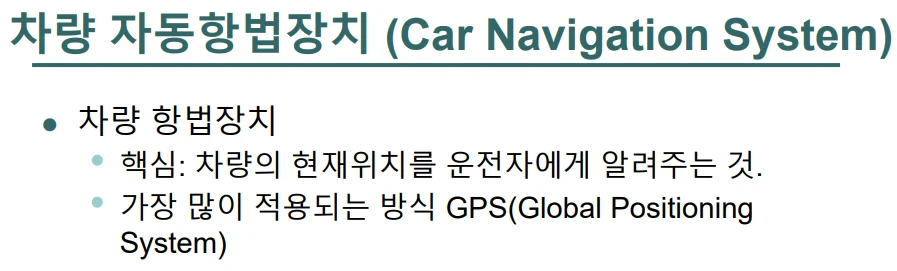 차량 자동항법장치 (Car Navigation System)
차량 항법장치
핵심: 차량의 현재위치를 운전자에게 알려주는 것.
가장 많이 적용되는 방식 GPS(Global Positioning
System)